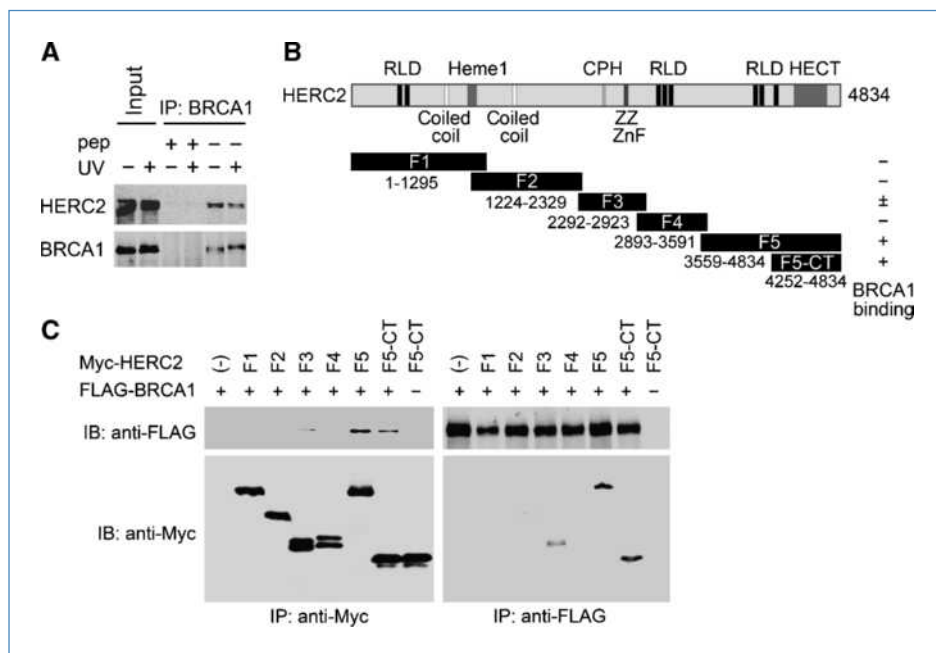 A
Input
IP: BRCA1
pep + + – –
UV – + – + – +
HERC2
BRCA1
B
RLD Heme1 CPH RLD RLD HECT
HERC2 4834
Coiled coil Coiled coil ZZ ZnF
F1 –
1-1295
F2 –
1224-2329
F3 ±
2292-2923
F4 –
2893-3591
F5 +
3559-4834
F5-CT +
4252-4834
BRCA1
binding
C
Myc-HERC2 (-) F1 F2 F3 F4 F5 F5-CT F5-CT (-) F1 F2 F3 F4 F5 F5-CT F5-CT
FLAG-BRCA1 + + + + + + + – + + + + + + + –
IB: anti-FLAG
IB: anti-Myc
IP: anti-Myc IP: anti-FLAG